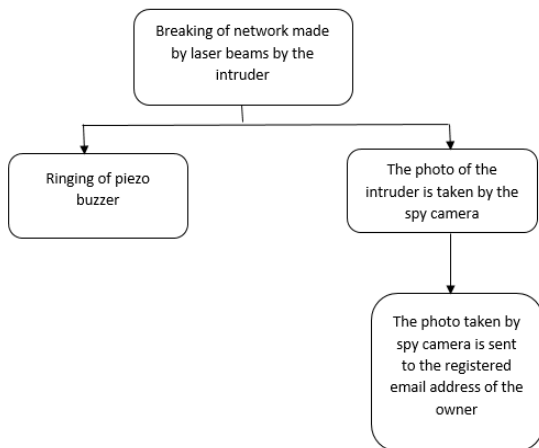 Breaking of network made
by laser beams by the
intruder
Ringing of piezo
buzzer
The photo of the
intruder is taken by the
spy camera
The photo taken by
spy camera is sent
to the registered
email address of the
owner